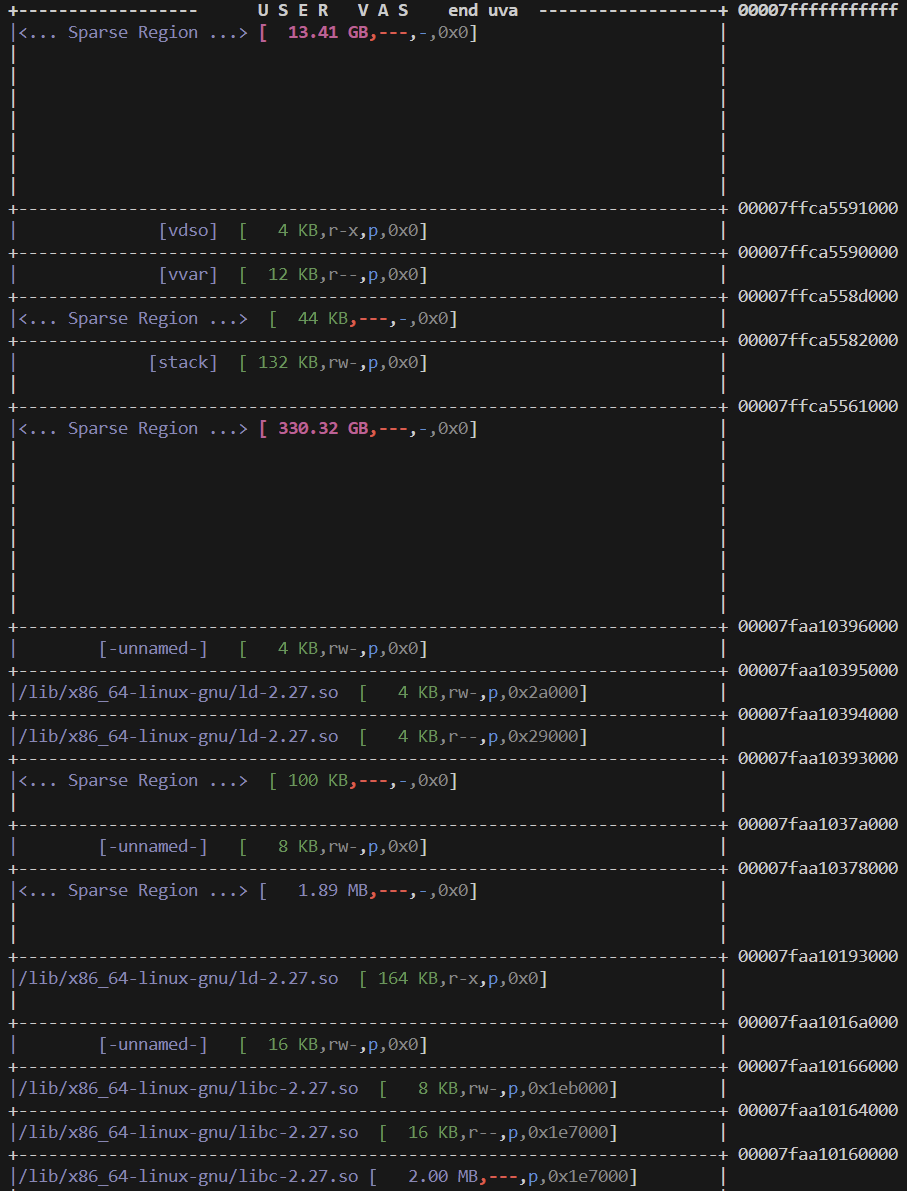 +------------------      U S E R   V A S    end uva  ------------------+ 00007fffffffffff
|<... Sparse Region ...> [  13.41 GB,---,-,0x0]                        |
|                                                                      |
|                                                                      |
|                                                                      |
|                                                                      |
|                                                                      |
|                                                                      |
|                                                                      |
+----------------------------------------------------------------------+ 00007ffca5591000
|              [vdso]  [   4 KB,r-x,p,0x0]                             |
+----------------------------------------------------------------------+ 00007ffca5590000
|              [vvar]  [  12 KB,r--,p,0x0]                             |
+----------------------------------------------------------------------+ 00007ffca558d000
|<... Sparse Region ...>  [  44 KB,---,-,0x0]                          |
+----------------------------------------------------------------------+ 00007ffca5582000
|             [stack]  [ 132 KB,rw-,p,0x0]                             |
|                                                                      |
+----------------------------------------------------------------------+ 00007ffca5561000
|<... Sparse Region ...> [ 330.32 GB,---,-,0x0]                        |
|                                                                      |
|                                                                      |
|                                                                      |
|                                                                      |
|                                                                      |
|                                                                      |
|                                                                      |
|                                                                      |
+----------------------------------------------------------------------+ 00007faa10396000
|        [-unnamed-]   [   4 KB,rw-,p,0x0]                             |
+----------------------------------------------------------------------+ 00007faa10395000
|/lib/x86_64-linux-gnu/ld-2.27.so  [   4 KB,rw-,p,0x2a000]             |
+----------------------------------------------------------------------+ 00007faa10394000
|/lib/x86_64-linux-gnu/ld-2.27.so  [   4 KB,r--,p,0x29000]             |
+----------------------------------------------------------------------+ 00007faa10393000
|<... Sparse Region ...>  [ 100 KB,---,-,0x0]                          |
|                                                                      |
+----------------------------------------------------------------------+ 00007faa1037a000
|        [-unnamed-]   [   8 KB,rw-,p,0x0]                             |
+----------------------------------------------------------------------+ 00007faa10378000
|<... Sparse Region ...> [   1.89 MB,---,-,0x0]                        |
|                                                                      |
|                                                                      |
+----------------------------------------------------------------------+ 00007faa10193000
|/lib/x86_64-linux-gnu/ld-2.27.so  [ 164 KB,r-x,p,0x0]                 |
|                                                                      |
+----------------------------------------------------------------------+ 00007faa1016a000
|        [-unnamed-]   [  16 KB,rw-,p,0x0]                             |
+----------------------------------------------------------------------+ 00007faa10166000
|/lib/x86_64-linux-gnu/libc-2.27.so  [   8 KB,rw-,p,0x1eb000]          |
+----------------------------------------------------------------------+ 00007faa10164000
|/lib/x86_64-linux-gnu/libc-2.27.so  [  16 KB,r--,p,0x1e7000]          |
+----------------------------------------------------------------------+ 00007faa10160000
|/lib/x86_64-linux-gnu/libc-2.27.so [   2.00 MB,---,p,0x1e7000]        |